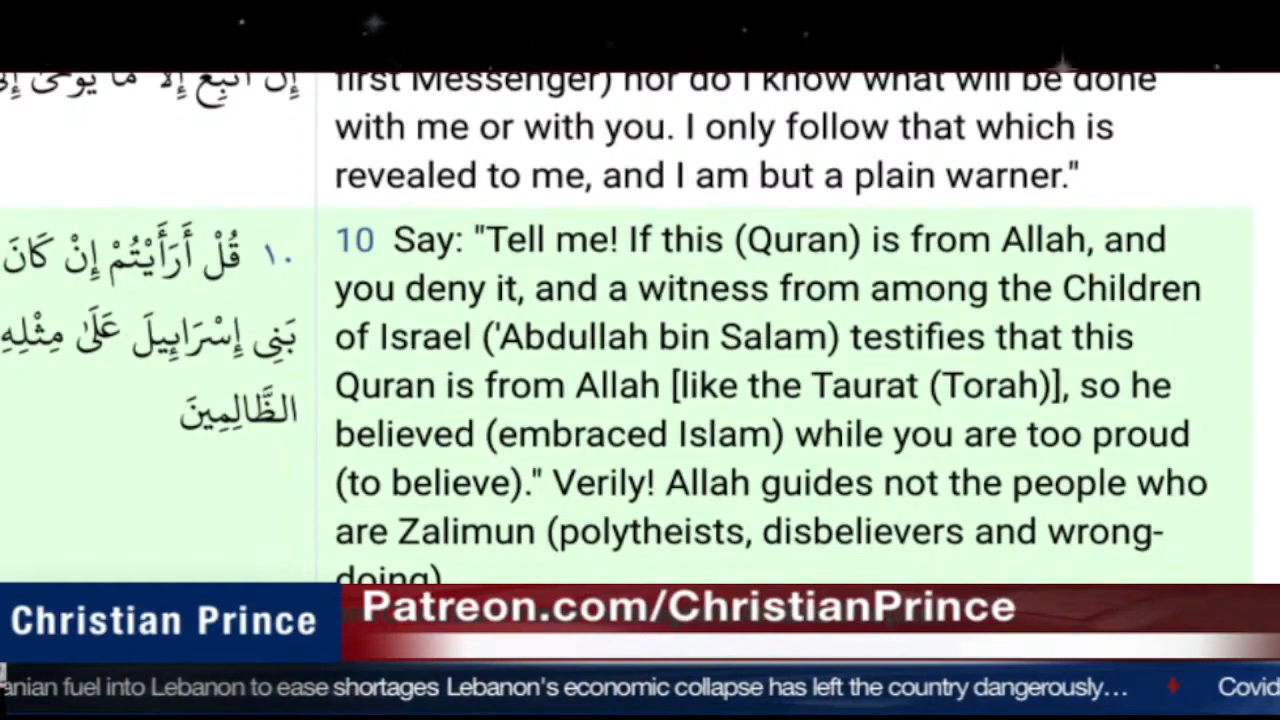 إِنْ أَتَّبِعُ إِلَّا مَا يُوحَىٰ
first Messenger) nor do I know what will be done
with me or with you. I only follow that which is
revealed to me, and I am but a plain warner."
١٠ قُلْ أَرَأَيْتُمْ إِنْ كَانَ
بَنِي إِسْرَايِيلَ عَلَىٰ مِثْلِهِ
الظَّالِمِينَ
10 Say: "Tell me! If this (Quran) is from Allah, and
you deny it, and a witness from among the Children
of Israel ('Abdullah bin Salam) testifies that this
Quran is from Allah [like the Taurat (Torah)], so he
believed (embraced Islam) while you are too proud
(to believe)." Verily! Allah guides not the people who
are Zalimun (polytheists, disbelievers and wrong-
doing)
Christian Prince
Patreon.com/ChristianPrince
anian fuel into Lebanon to ease shortages Lebanon's economic collapse has left the country dangerously... Covid